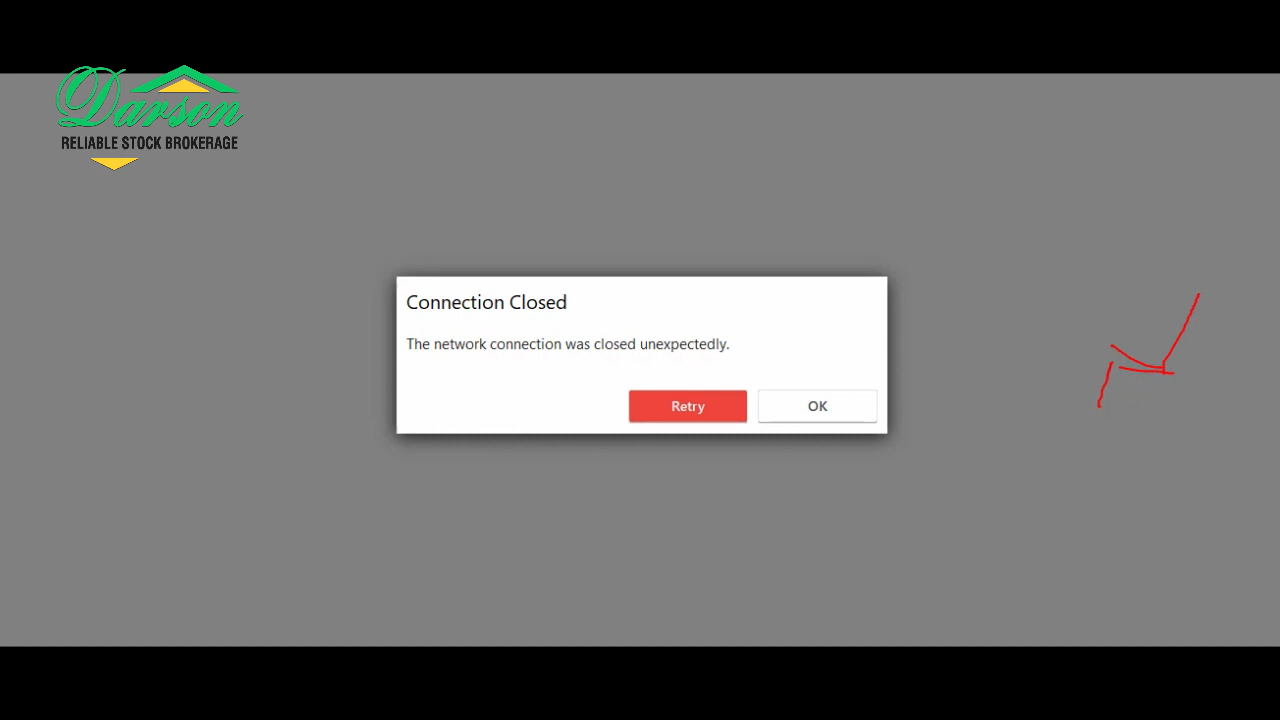 Darson
RELIABLE STOCK BROKERAGE
Connection Closed
The network connection was closed unexpectedly.
Retry
OK